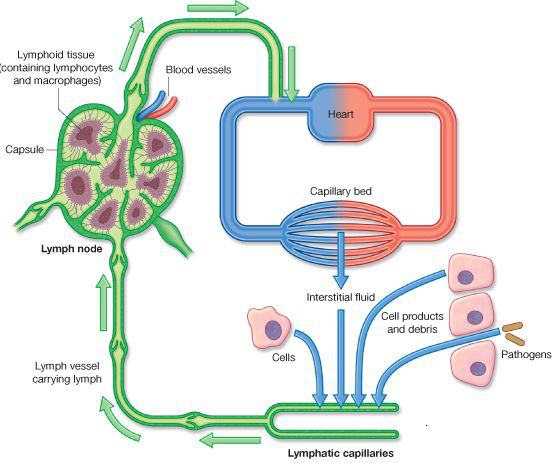 Lymphoid tissue
(containing lymphocytes
and macrophages)
Blood vessels
Capsule
Heart
Capillary bed
Lymph node
Interstitial fluid
Cell products
and debris
Cells
Pathogens
Lymph vessel
carrying lymph
Lymphatic capillaries